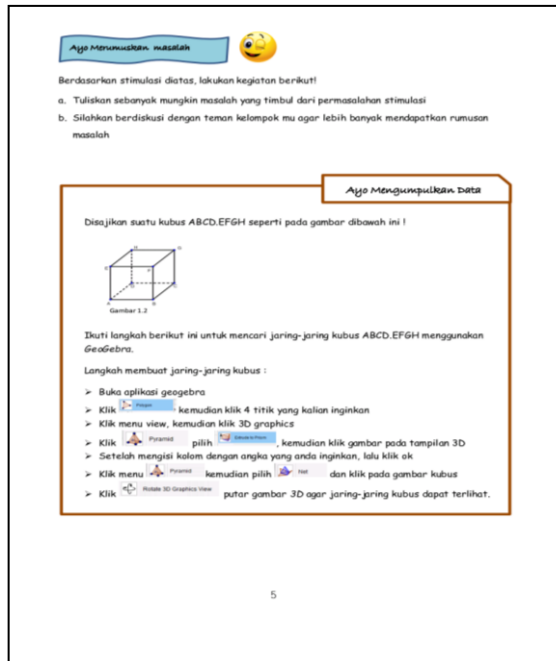 Ayo Merumuskan masalah
Berdasarkan stimulasi diatas, lakukan kegiatan berikut!
a. Tuliskan sebanyak mungkin masalah yang timbul dari permasalahan stimulasi
b. Silahkan berdiskusi dengan teman kelompok mu agar lebih banyak mendapatkan rumusan
masalah
Ayo Mengumpulkan Data
Disajikan suatu kubus ABCD.EFGH seperti pada gambar dibawah ini !
A
B
Gambar 1.2
Ikuti langkah berikut ini untuk mencari jaring-jaring kubus ABCD.EFGH menggunakan
GeoGebra.
Langkah membuat jaring-jaring kubus :
➢ Buka aplikasi geogebra
➢ Klik Polygon kemudian klik 4 titik yang kalian inginkan
➢ Klik menu view, kemudian klik 3D graphics
➢ Klik Pyramid pilih , kemudian klik gambar pada tampilan 3D
➢ Setelah mengisi kolom dengan angka yang anda inginkan, lalu klik ok
➢ Klik menu Pyramid kemudian pilih Net dan klik pada gambar kubus
➢ Klik Rotate 3D Graphics View putar gambar 3D agar jaring-jaring kubus dapat terlihat.
5